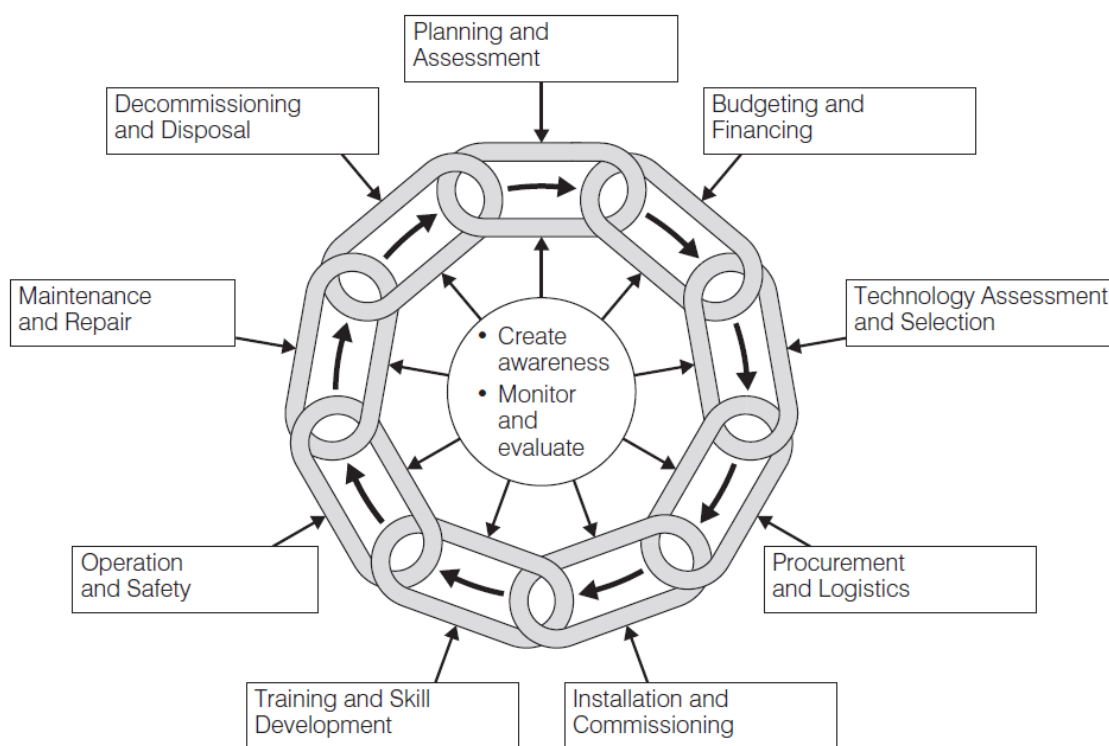 Planning and
Assessment
Budgeting and
Financing
Technology Assessment
and Selection
Procurement
and Logistics
Installation and
Commissioning
Training and Skill
Development
Operation
and Safety
Maintenance
and Repair
Decommissioning
and Disposal
• Create
awareness
• Monitor
and
evaluate